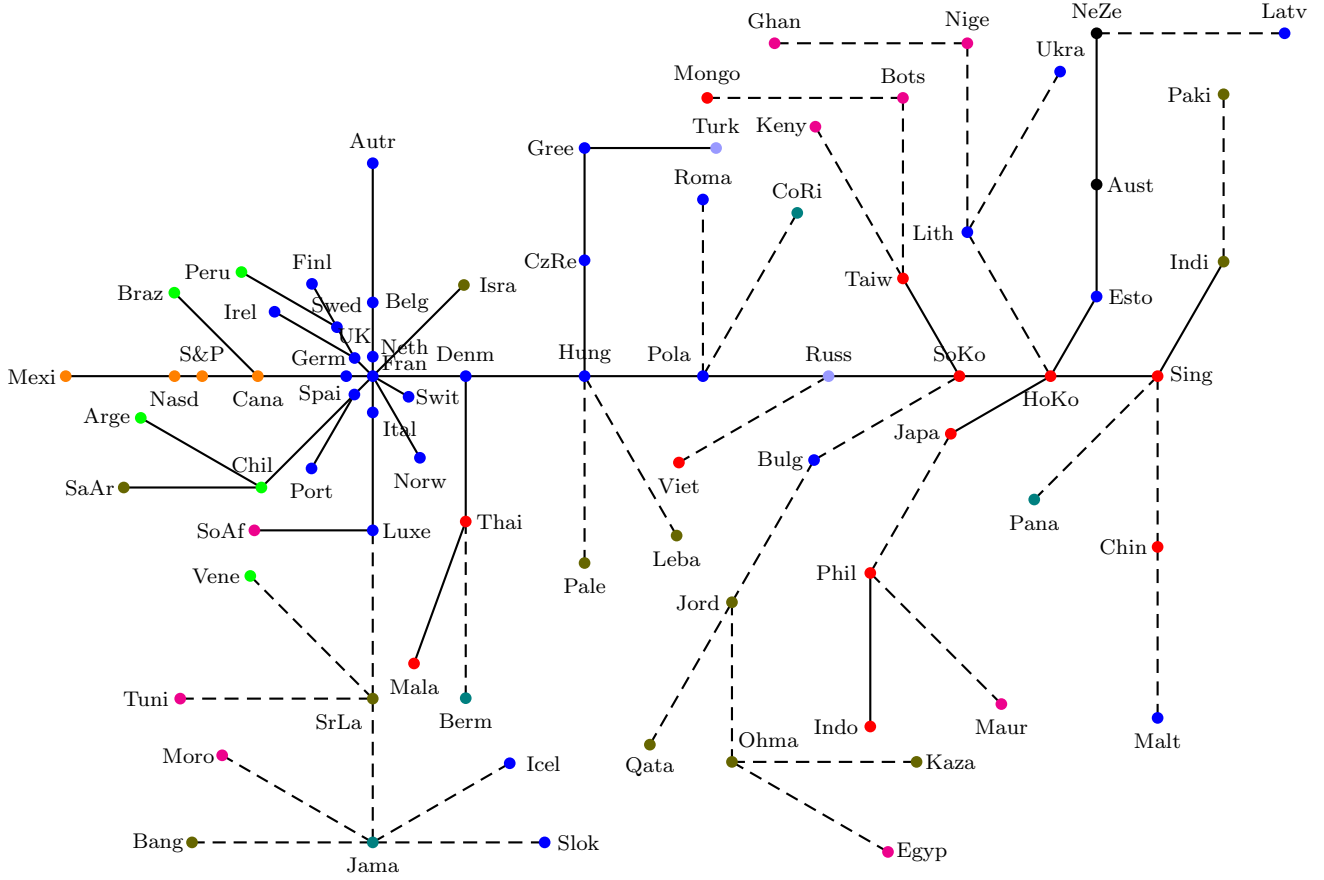 NeZe
Latv
Ghan
Nige
Ukra
Mongo
Bots
Paki
Keny
Turk
Autr
Gree
Roma
CoRi
Aust
Lith
Finl
CzRe
Indi
Peru
Taiw
Braz
Isra
Esto
Swed
Belg
Irel
UK
Neth
S&P
Germ
Fran
Denm
Hung
Pola
Russ
SoKo
Mexi
Sing
Nasd
Cana
Spai
Swit
HoKo
Arge
Ital
Japa
Chil
Bulg
SaAr
Port
Norw
Viet
Pana
SoAf
Luxe
Thai
Chin
Leba
Vene
Pale
Phil
Jord
Mala
Tuni
SrLa
Berm
Indo
Maur
Ohma
Malt
Moro
Icel
Qata
Kaza
Bang
Slok
Egyp
Jama